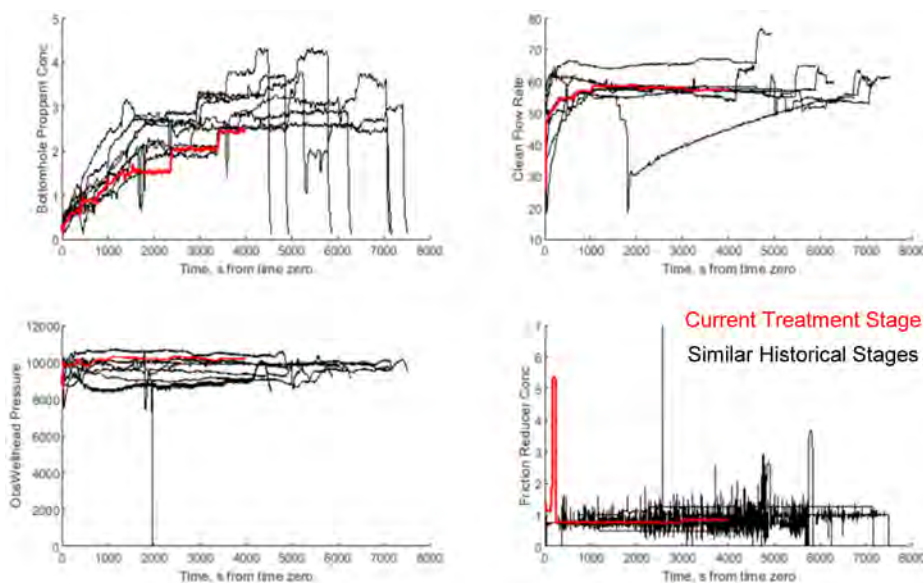 5
4
3
2
1
0
Bottomhole Proppant Conc
0 1000 2000 3000 4000 5000 6000 7000 8000
Time, s from time zero
80
70
60
50
40
30
20
10
Clean Flow Rate
0 1000 2000 3000 4000 5000 6000 7000 8000
Time, s from time zero
12000
10000
8000
6000
4000
2000
0
ObsWellhead Pressure
0 1000 2000 3000 4000 5000 6000 7000 8000
Time, s from time zero
Current Treatment Stage
Similar Historical Stages
7
6
5
4
3
2
1
0
Friction Reducer Conc
0 1000 2000 3000 4000 5000 6000 7000 8000
Time, s from time zero